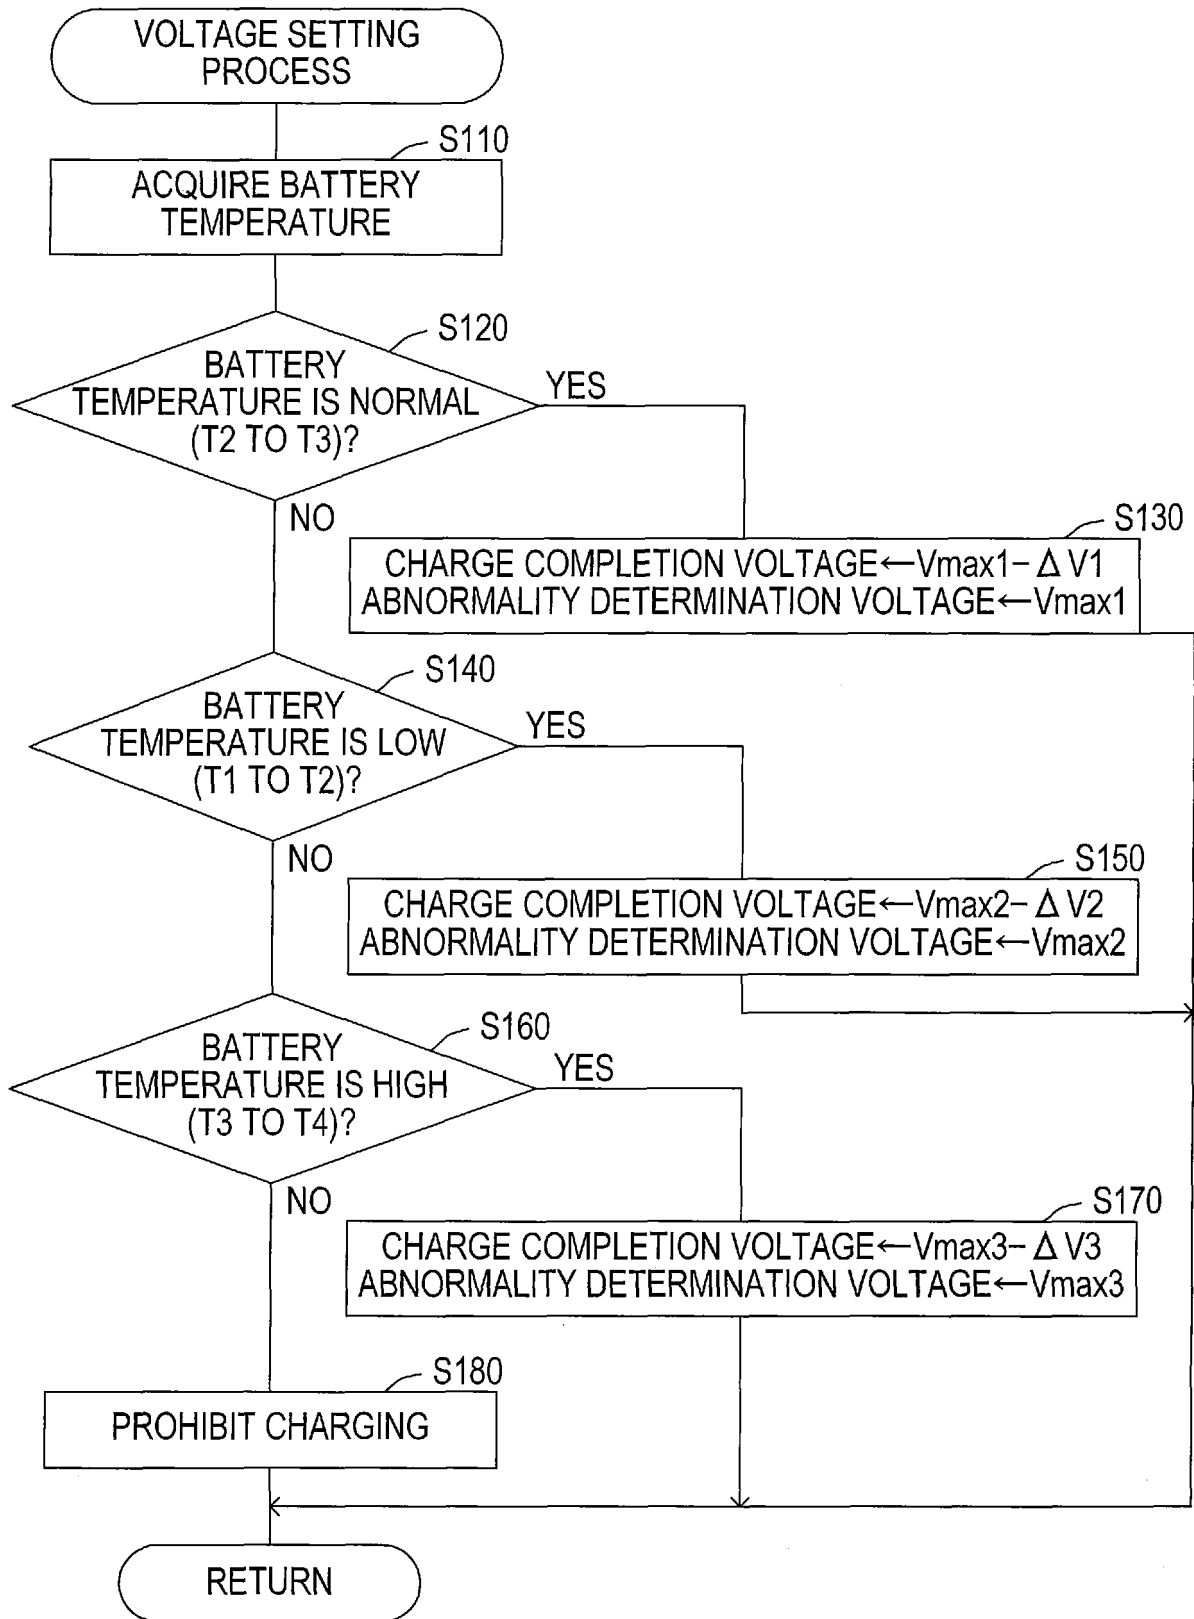 VOLTAGE SETTING
PROCESS
S110
ACQUIRE BATTERY
TEMPERATURE
S120
BATTERY
TEMPERATURE IS NORMAL
(T2 TO T3)?
YES
NO
S130
CHARGE COMPLETION VOLTAGE←Vmax1−ΔV1
ABNORMALITY DETERMINATION VOLTAGE←Vmax1
S140
BATTERY
TEMPERATURE IS LOW
(T1 TO T2)?
YES
NO
S150
CHARGE COMPLETION VOLTAGE←Vmax2−ΔV2
ABNORMALITY DETERMINATION VOLTAGE←Vmax2
S160
BATTERY
TEMPERATURE IS HIGH
(T3 TO T4)?
YES
NO
S170
CHARGE COMPLETION VOLTAGE←Vmax3−ΔV3
ABNORMALITY DETERMINATION VOLTAGE←Vmax3
S180
PROHIBIT CHARGING
RETURN